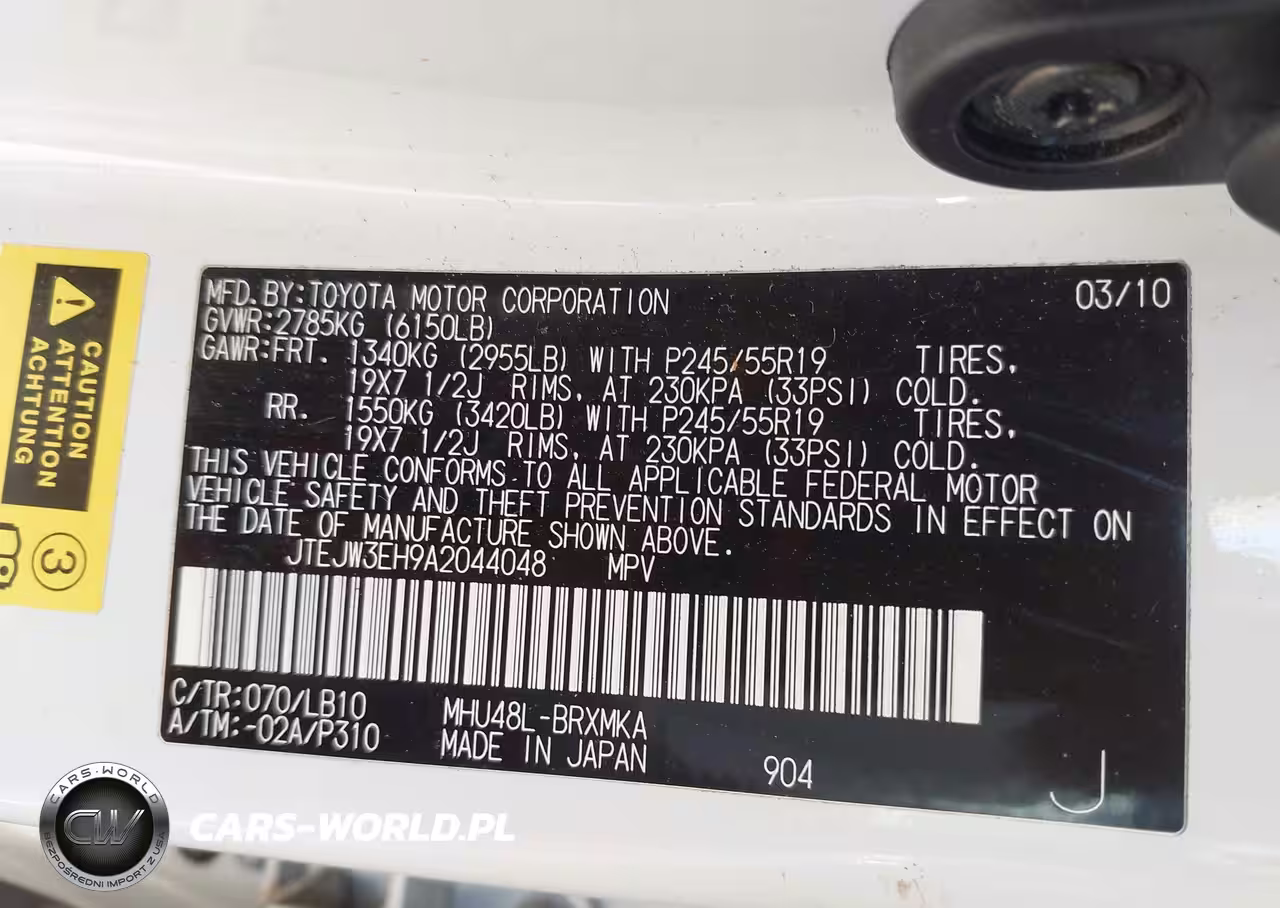 CAUTION
ATTENTION
ACHTUNG
3
MFD. BY:TOYOTA MOTOR CORPORATION 03/10
GVWR:2785KG (6150LB)
GAWR:FRT. 1340KG (2955LB) WITH P245/55R19 TIRES,
19X7 1/2J RIMS, AT 230KPA (33PSI) COLD.
RR. 1550KG (3420LB) WITH P245/55R19 TIRES,
19X7 1/2J RIMS, AT 230KPA (33PSI) COLD.
THIS VEHICLE CONFORMS TO ALL APPLICABLE FEDERAL MOTOR
VEHICLE SAFETY AND THEFT PREVENTION STANDARDS IN EFFECT ON
THE DATE OF MANUFACTURE SHOWN ABOVE.
JTEJW3EH9A2044048 MPV
C/TR:070/LB10 MHU48L-BRXMKA
A/TM:-02A/P310 MADE IN JAPAN 904 J
CARS-WORLD
CW
BEZPOŚREDNI IMPORT Z USA
CARS-WORLD.PL